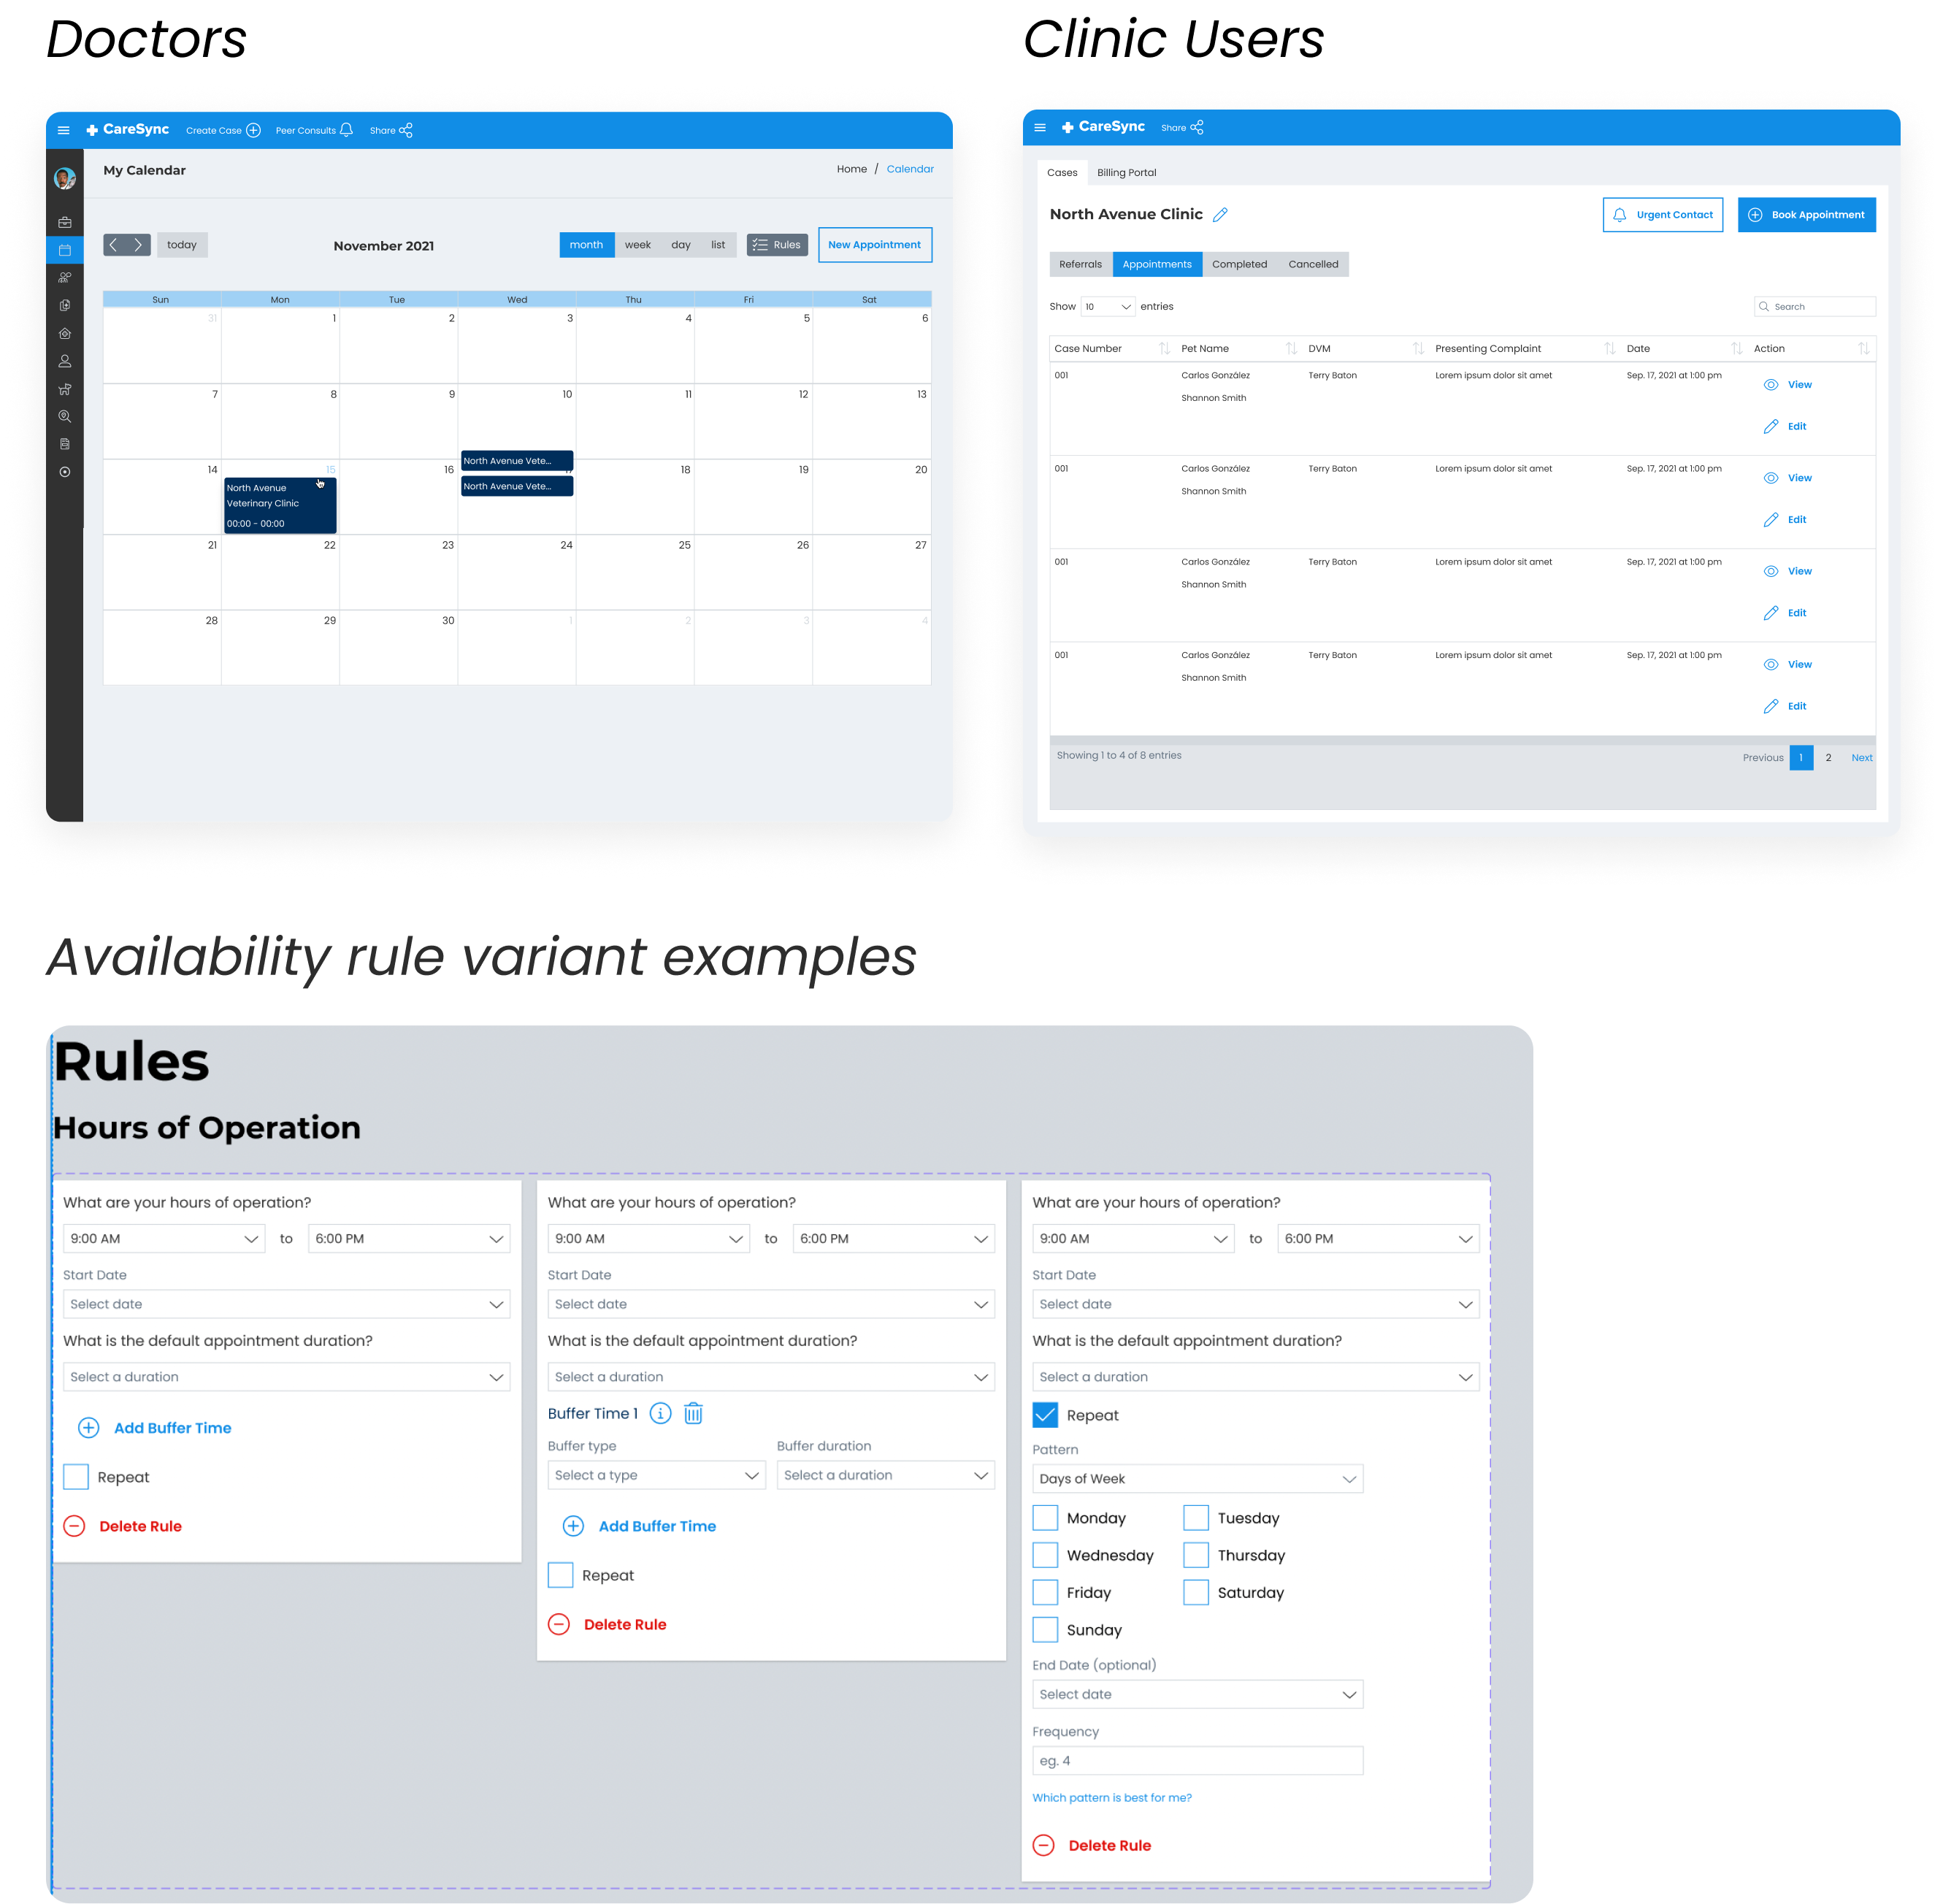 Doctors
CareSync Create Case Peer Consults Share
My Calendar Home / Calendar
today November 2021 month week day list Rules New Appointment
Sun Mon Tue Wed Thu Fri Sat
31 1 2 3 4 5 6
7 8 9 10 11 12 13
North Avenue Vete...
14 15 16 18 19 20
North Avenue Vete...
North Avenue
Veterinary Clinic
00:00 - 00:00
21 22 23 24 25 26 27
28 29 30 1 2 3 4
Clinic Users
CareSync Share
Cases Billing Portal
North Avenue Clinic Urgent Contact Book Appointment
Referrals Appointments Completed Cancelled
Show 10 entries Search
Case Number Pet Name DVM Presenting Complaint Date Action
001 Carlos González Terry Baton Lorem ipsum dolor sit amet Sep. 17, 2021 at 1:00 pm View
Shannon Smith
Edit
001 Carlos González Terry Baton Lorem ipsum dolor sit amet Sep. 17, 2021 at 1:00 pm View
Shannon Smith
Edit
001 Carlos González Terry Baton Lorem ipsum dolor sit amet Sep. 17, 2021 at 1:00 pm View
Shannon Smith
Edit
001 Carlos González Terry Baton Lorem ipsum dolor sit amet Sep. 17, 2021 at 1:00 pm View
Shannon Smith
Edit
Showing 1 to 4 of 8 entries Previous 1 2 Next
Availability rule variant examples
Rules
Hours of Operation
What are your hours of operation?
9:00 AM to 6:00 PM
Start Date
Select date
What is the default appointment duration?
Select a duration
Add Buffer Time
Repeat
Delete Rule
What are your hours of operation?
9:00 AM to 6:00 PM
Start Date
Select date
What is the default appointment duration?
Select a duration
Buffer Time 1
Buffer type Buffer duration
Select a type Select a duration
Add Buffer Time
Repeat
Delete Rule
What are your hours of operation?
9:00 AM to 6:00 PM
Start Date
Select date
What is the default appointment duration?
Select a duration
Repeat
Pattern
Days of Week
Monday Tuesday
Wednesday Thursday
Friday Saturday
Sunday
End Date (optional)
Select date
Frequency
eg. 4
Which pattern is best for me?
Delete Rule